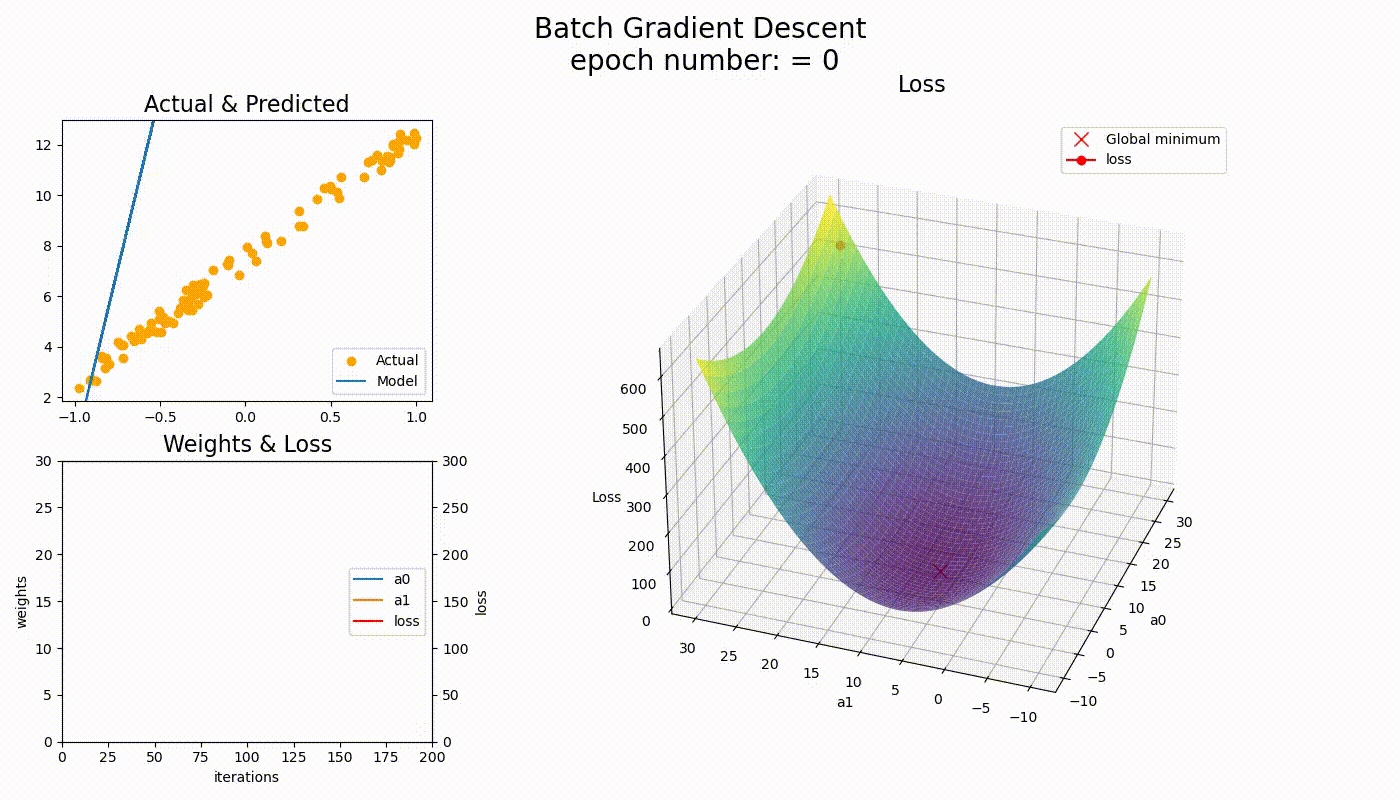 Batch Gradient Descent
epoch number: = 0
Actual & Predicted
12
10
8
6
4
2
−1.0 −0.5 0.0 0.5 1.0
Actual
Model
Weights & Loss
30
25
20
15
10
5
0
weights
300
250
200
150
100
50
0
loss
a0
a1
loss
0 25 50 75 100 125 150 175 200
iterations
Loss
Global minimum
loss
600
500
400
300
200
100
0
Loss
30 25 20 15 10 5 0 −5 −10
a1
30
25
20
15
10
5
0
−5
−10
a0